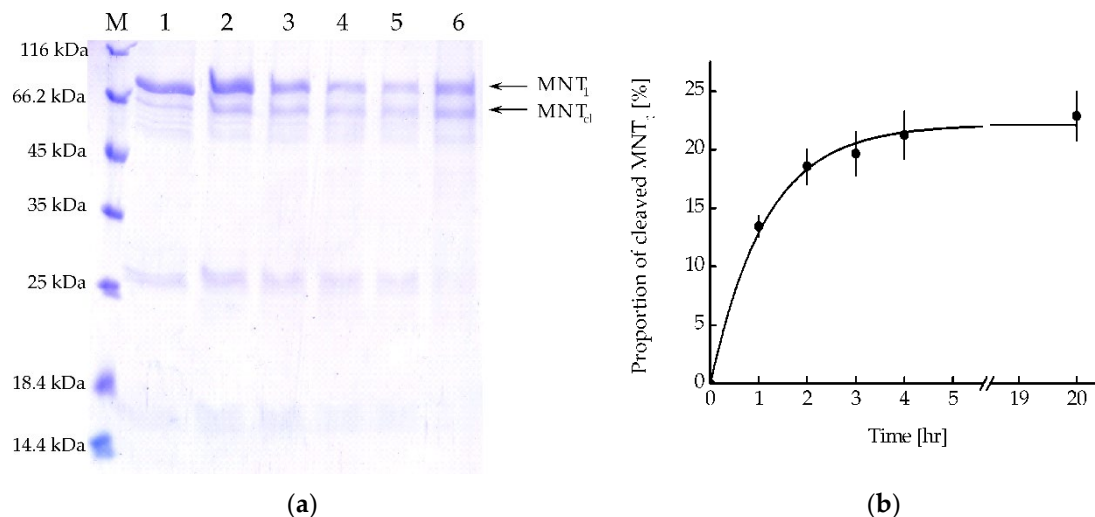 M 1 2 3 4 5 6
116 kDa
66.2 kDa
45 kDa
35 kDa
25 kDa
18.4 kDa
14.4 kDa
MNT1
MNTcl
(a)
Proportion of cleaved MNT, [%]
25
20
15
10
5
0
0 1 2 3 4 5 19 20
Time [hr]
(b)